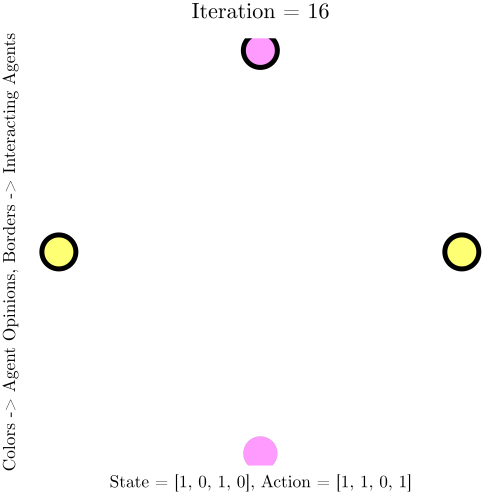 Iteration = 16
Colors -> Agent Opinions, Borders -> Interacting Agents
State = [1, 0, 1, 0], Action = [1, 1, 0, 1]